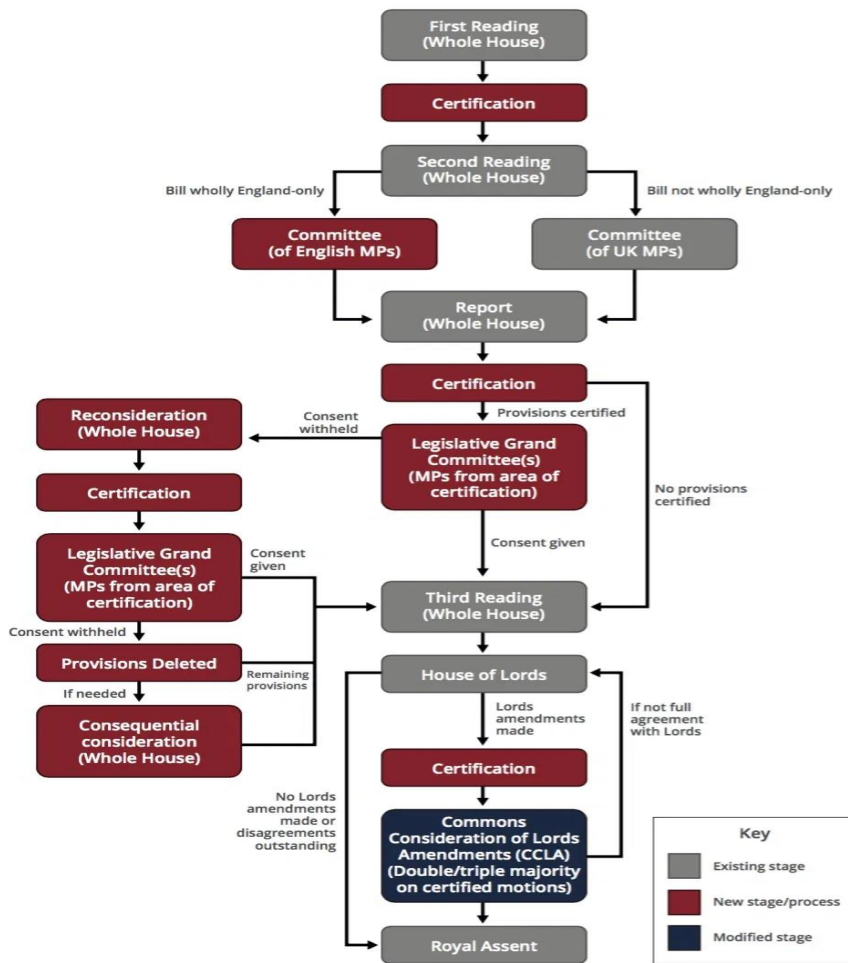 First Reading
(Whole House)
Certification
Second Reading
(Whole House)
Bill wholly England-only
Bill not wholly England-only
Committee
(of English MPs)
Committee
(of UK MPs)
Report
(Whole House)
Certification
Provisions certified
No provisions
certified
Consent
withheld
Legislative Grand
Committee(s)
(MPs from area of
certification)
Consent given
Reconsideration
(Whole House)
Certification
Legislative Grand
Committee(s)
(MPs from area of
certification)
Consent
given
Consent withheld
Provisions Deleted
Remaining
provisions
If needed
Consequential
consideration
(Whole House)
Third Reading
(Whole House)
House of Lords
Lords
amendments
made
If not full
agreement
with Lords
No Lords
amendments
made or
disagreements
outstanding
Certification
Commons
Consideration of Lords
Amendments (CCLA)
(Double/triple majority
on certified motions)
Royal Assent
Key
Existing stage
New stage/process
Modified stage